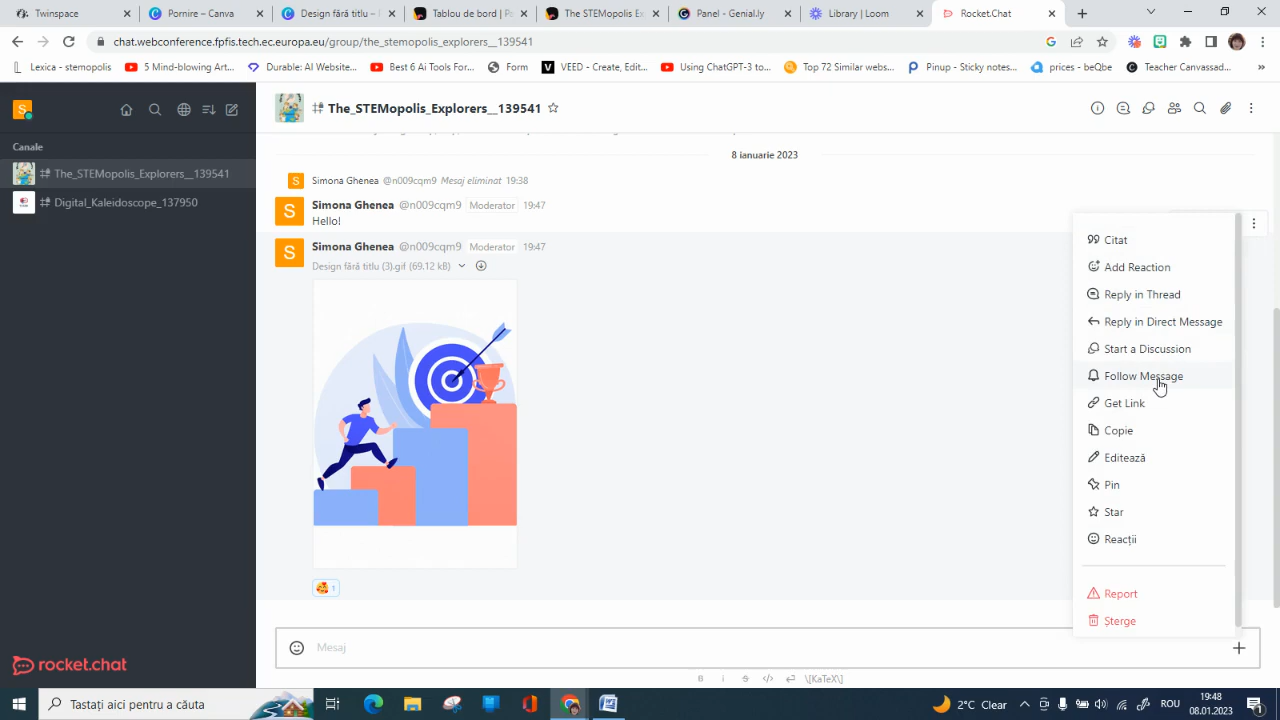 Twinspace
Pornire – Canva
Design fără titlu –
Tablou de bord | Po
The STEMopolis Ex
Panel - Genial.ly
Library | Loom
Rocket.Chat
chat.webconference.fpfis.tech.ec.europa.eu/group/the_stemopolis_explorers__139541
Lexica - stemopolis
5 Mind-blowing Art...
Durable: AI Website...
Best 6 Ai Tools For...
Form
VEED - Create, Edit...
Using ChatGPT-3 to...
Top 72 Similar webs...
Pinup - Sticky notes...
prices - beta.ai
Teacher Canvassad...
»
S
The_STEMopolis_Explorers__139541
Canale
The_STEMopolis_Explorers__139541
Digital_Kaleidoscope_137950
8 ianuarie 2023
S Simona Ghenea @n009cqm9 Mesaj eliminat 19:38
S Simona Ghenea @n009cqm9 Moderator 19:47
Hello!
S Simona Ghenea @n009cqm9 Moderator 19:47
Design fără titlu (3).gif (69.12 kB)
1
Citat
Add Reaction
Reply in Thread
Reply in Direct Message
Start a Discussion
Follow Message
Get Link
Copie
Editează
Pin
Star
Reacții
Report
Șterge
Mesaj
B i S </> \[KaTeX\]
rocket.chat
Tastați aici pentru a căuta
2°C Clear
ROU
19:48
08.01.2023